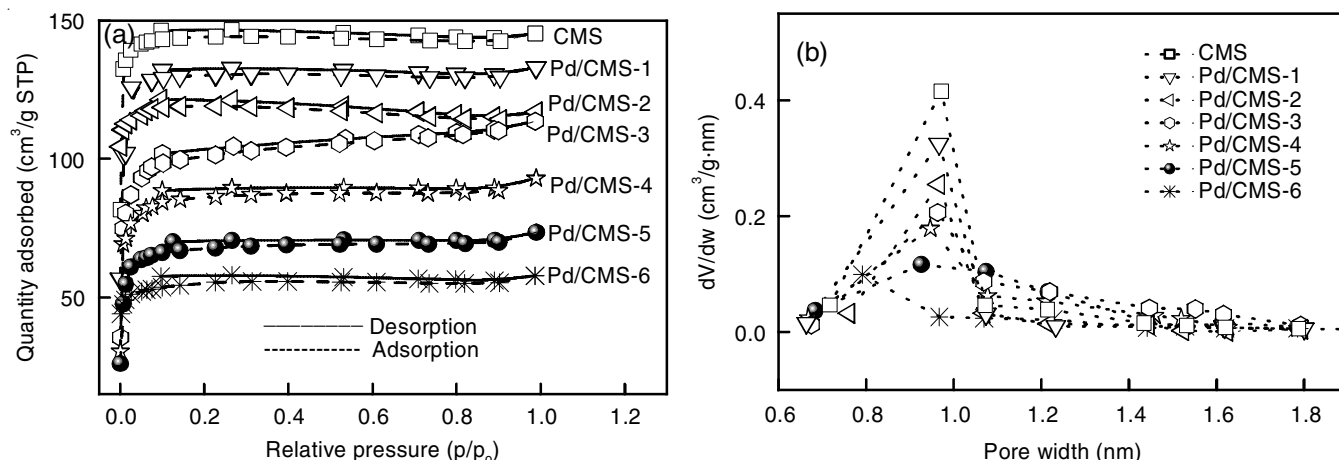 (a)
150
100
50
Quantity adsorbed (cm³/g STP)
CMS
Pd/CMS-1
Pd/CMS-2
Pd/CMS-3
Pd/CMS-4
Pd/CMS-5
Pd/CMS-6
Desorption
Adsorption
0.0 0.2 0.4 0.6 0.8 1.0 1.2
Relative pressure (p/p₀)
(b)
0.4
0.2
0.0
dV/dw (cm³/g·nm)
CMS
Pd/CMS-1
Pd/CMS-2
Pd/CMS-3
Pd/CMS-4
Pd/CMS-5
Pd/CMS-6
0.6 0.8 1.0 1.2 1.4 1.6 1.8
Pore width (nm)